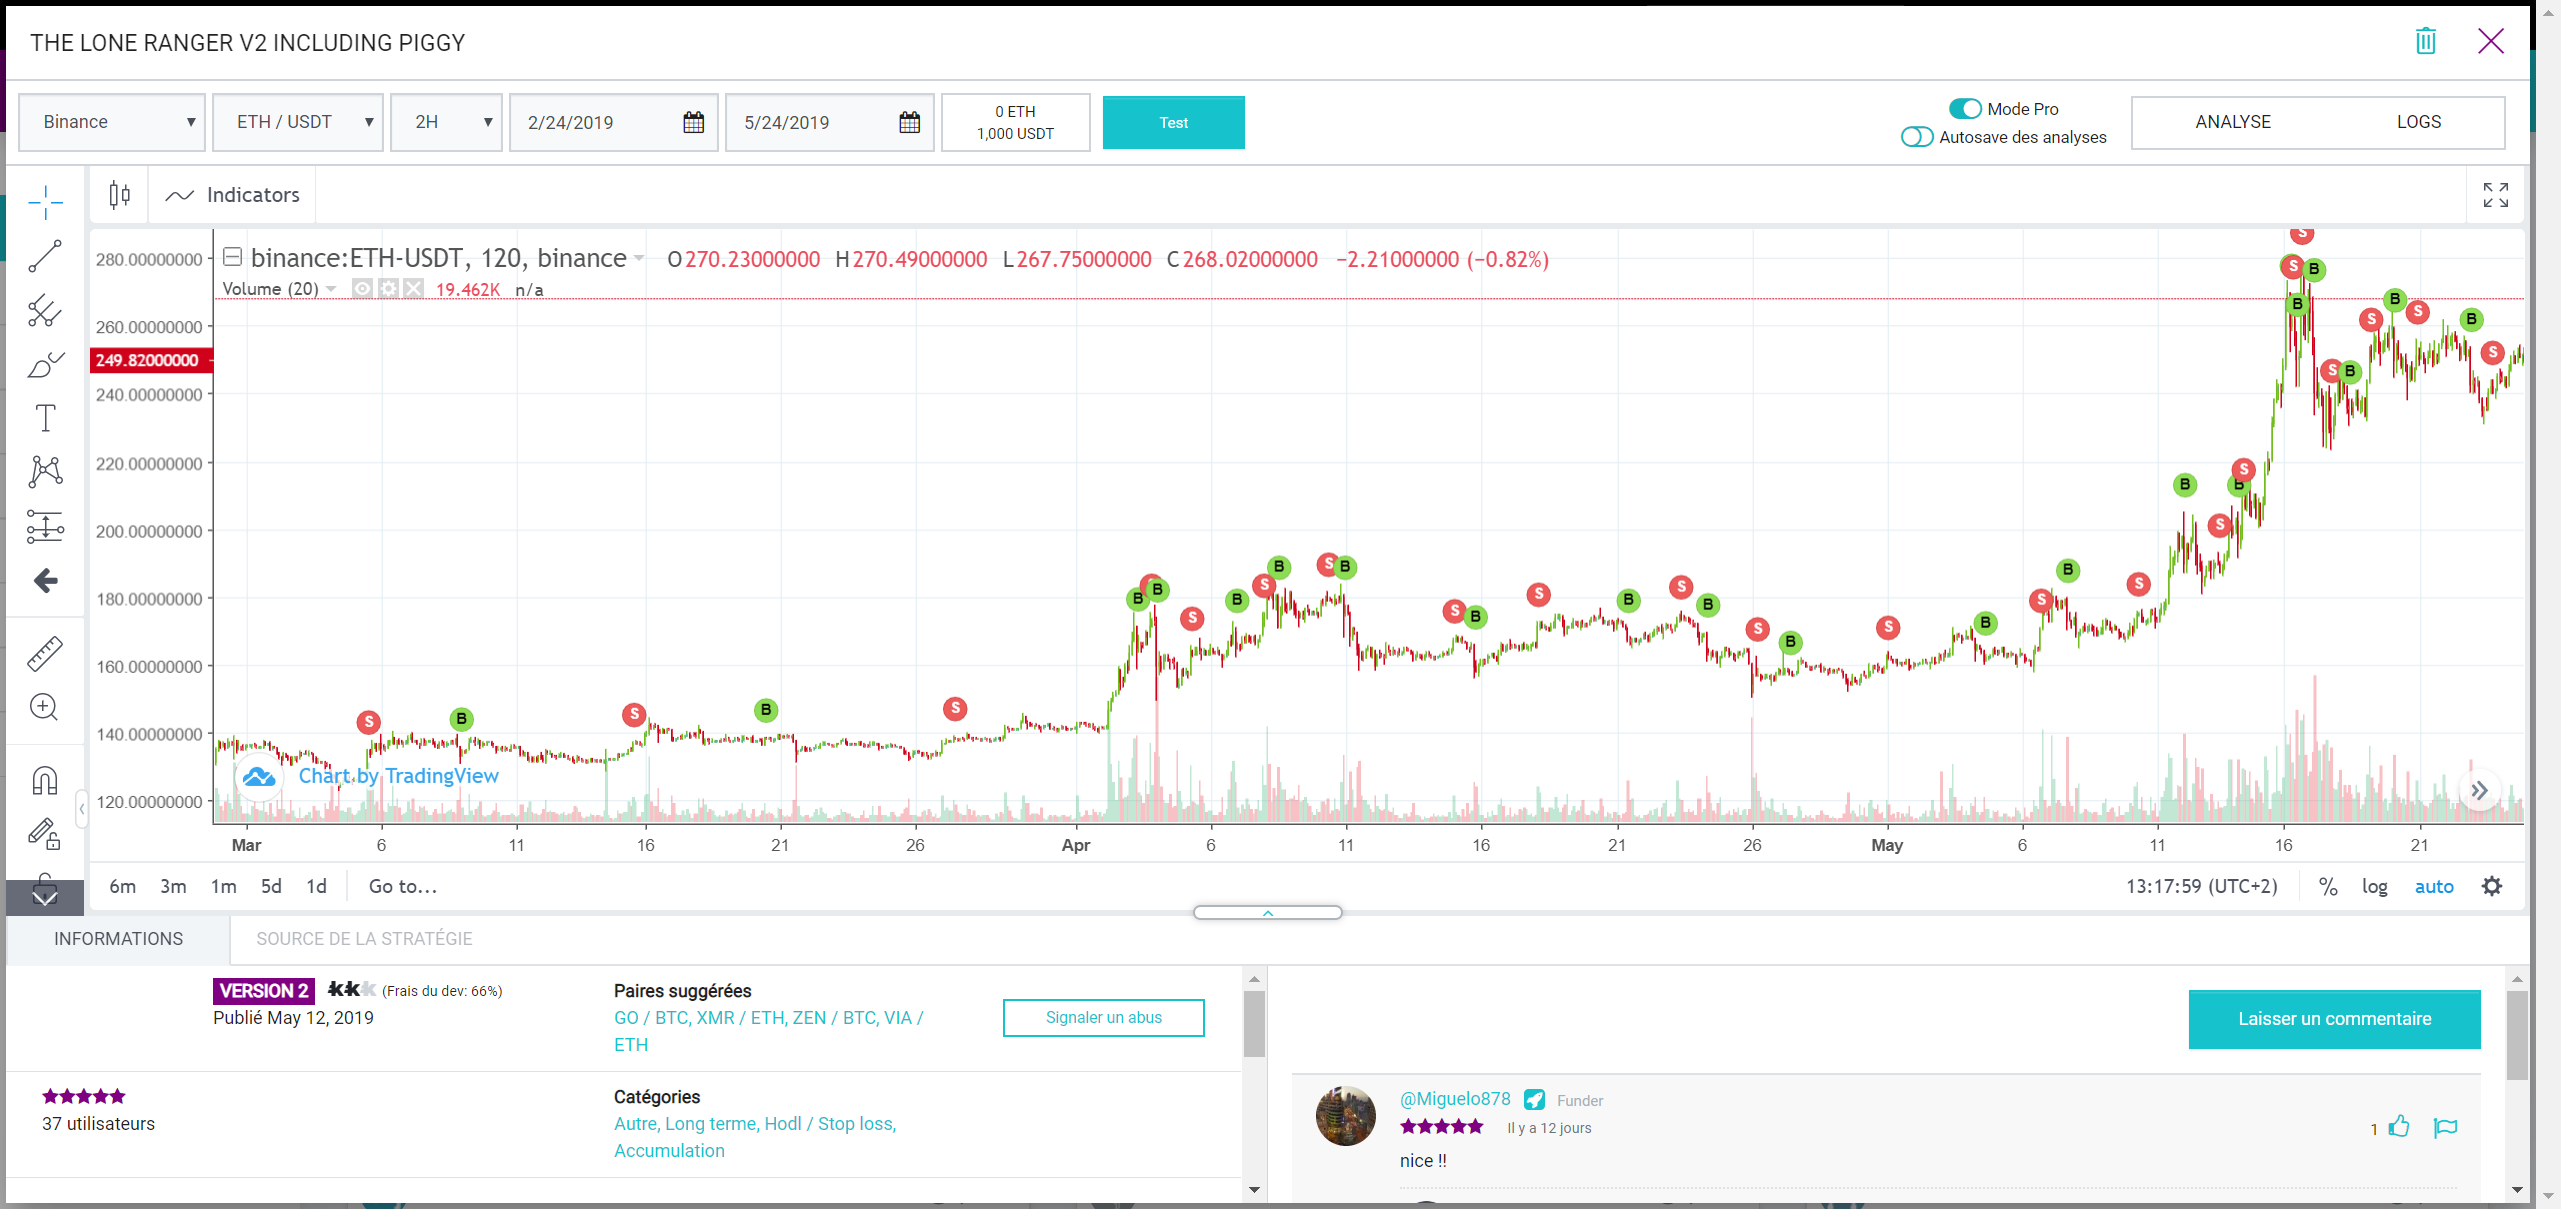 THE LONE RANGER V2 INCLUDING PIGGY
Binance
ETH / USDT
2H
2/24/2019
5/24/2019
0 ETH
1,000 USDT
Test
Mode Pro
Autosave des analyses
ANALYSE
LOGS
Indicators
binance:ETH-USDT, 120, binance
O270.23000000 H270.49000000 L267.75000000 C268.02000000 −2.21000000 (−0.82%)
Volume (20) 19.462K n/a
280.00000000
260.00000000
249.82000000
240.00000000
220.00000000
200.00000000
180.00000000
160.00000000
140.00000000
120.00000000
S B S B S B S B S B S B S B S B S B S B S B S B S B S B S B S B S B S B S B S B S
Chart by TradingView
Mar 6 11 16 21 26 Apr 6 11 16 21 26 May 6 11 16 21
6m 3m 1m 5d 1d Go to...
13:17:59 (UTC+2) % log auto
INFORMATIONS
SOURCE DE LA STRATÉGIE
VERSION 2 (Frais du dev: 66%)
Publié May 12, 2019
Paires suggérées
GO / BTC, XMR / ETH, ZEN / BTC, VIA /
ETH
Signaler un abus
37 utilisateurs
Catégories
Autre, Long terme, Hodl / Stop loss,
Accumulation
Laisser un commentaire
@Miguelo878 Funder
Il y a 12 jours
1
nice !!